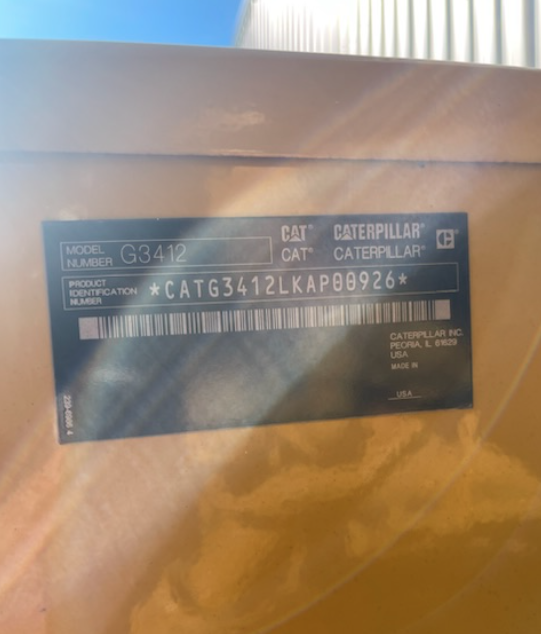 MODEL NUMBER G3412
CAT® CATERPILLAR®
CAT® CATERPILLAR®
PRODUCT IDENTIFICATION NUMBER *CATG3412LKAP00926*
CATERPILLAR INC.
PEORIA, IL 61629
USA
MADE IN
USA